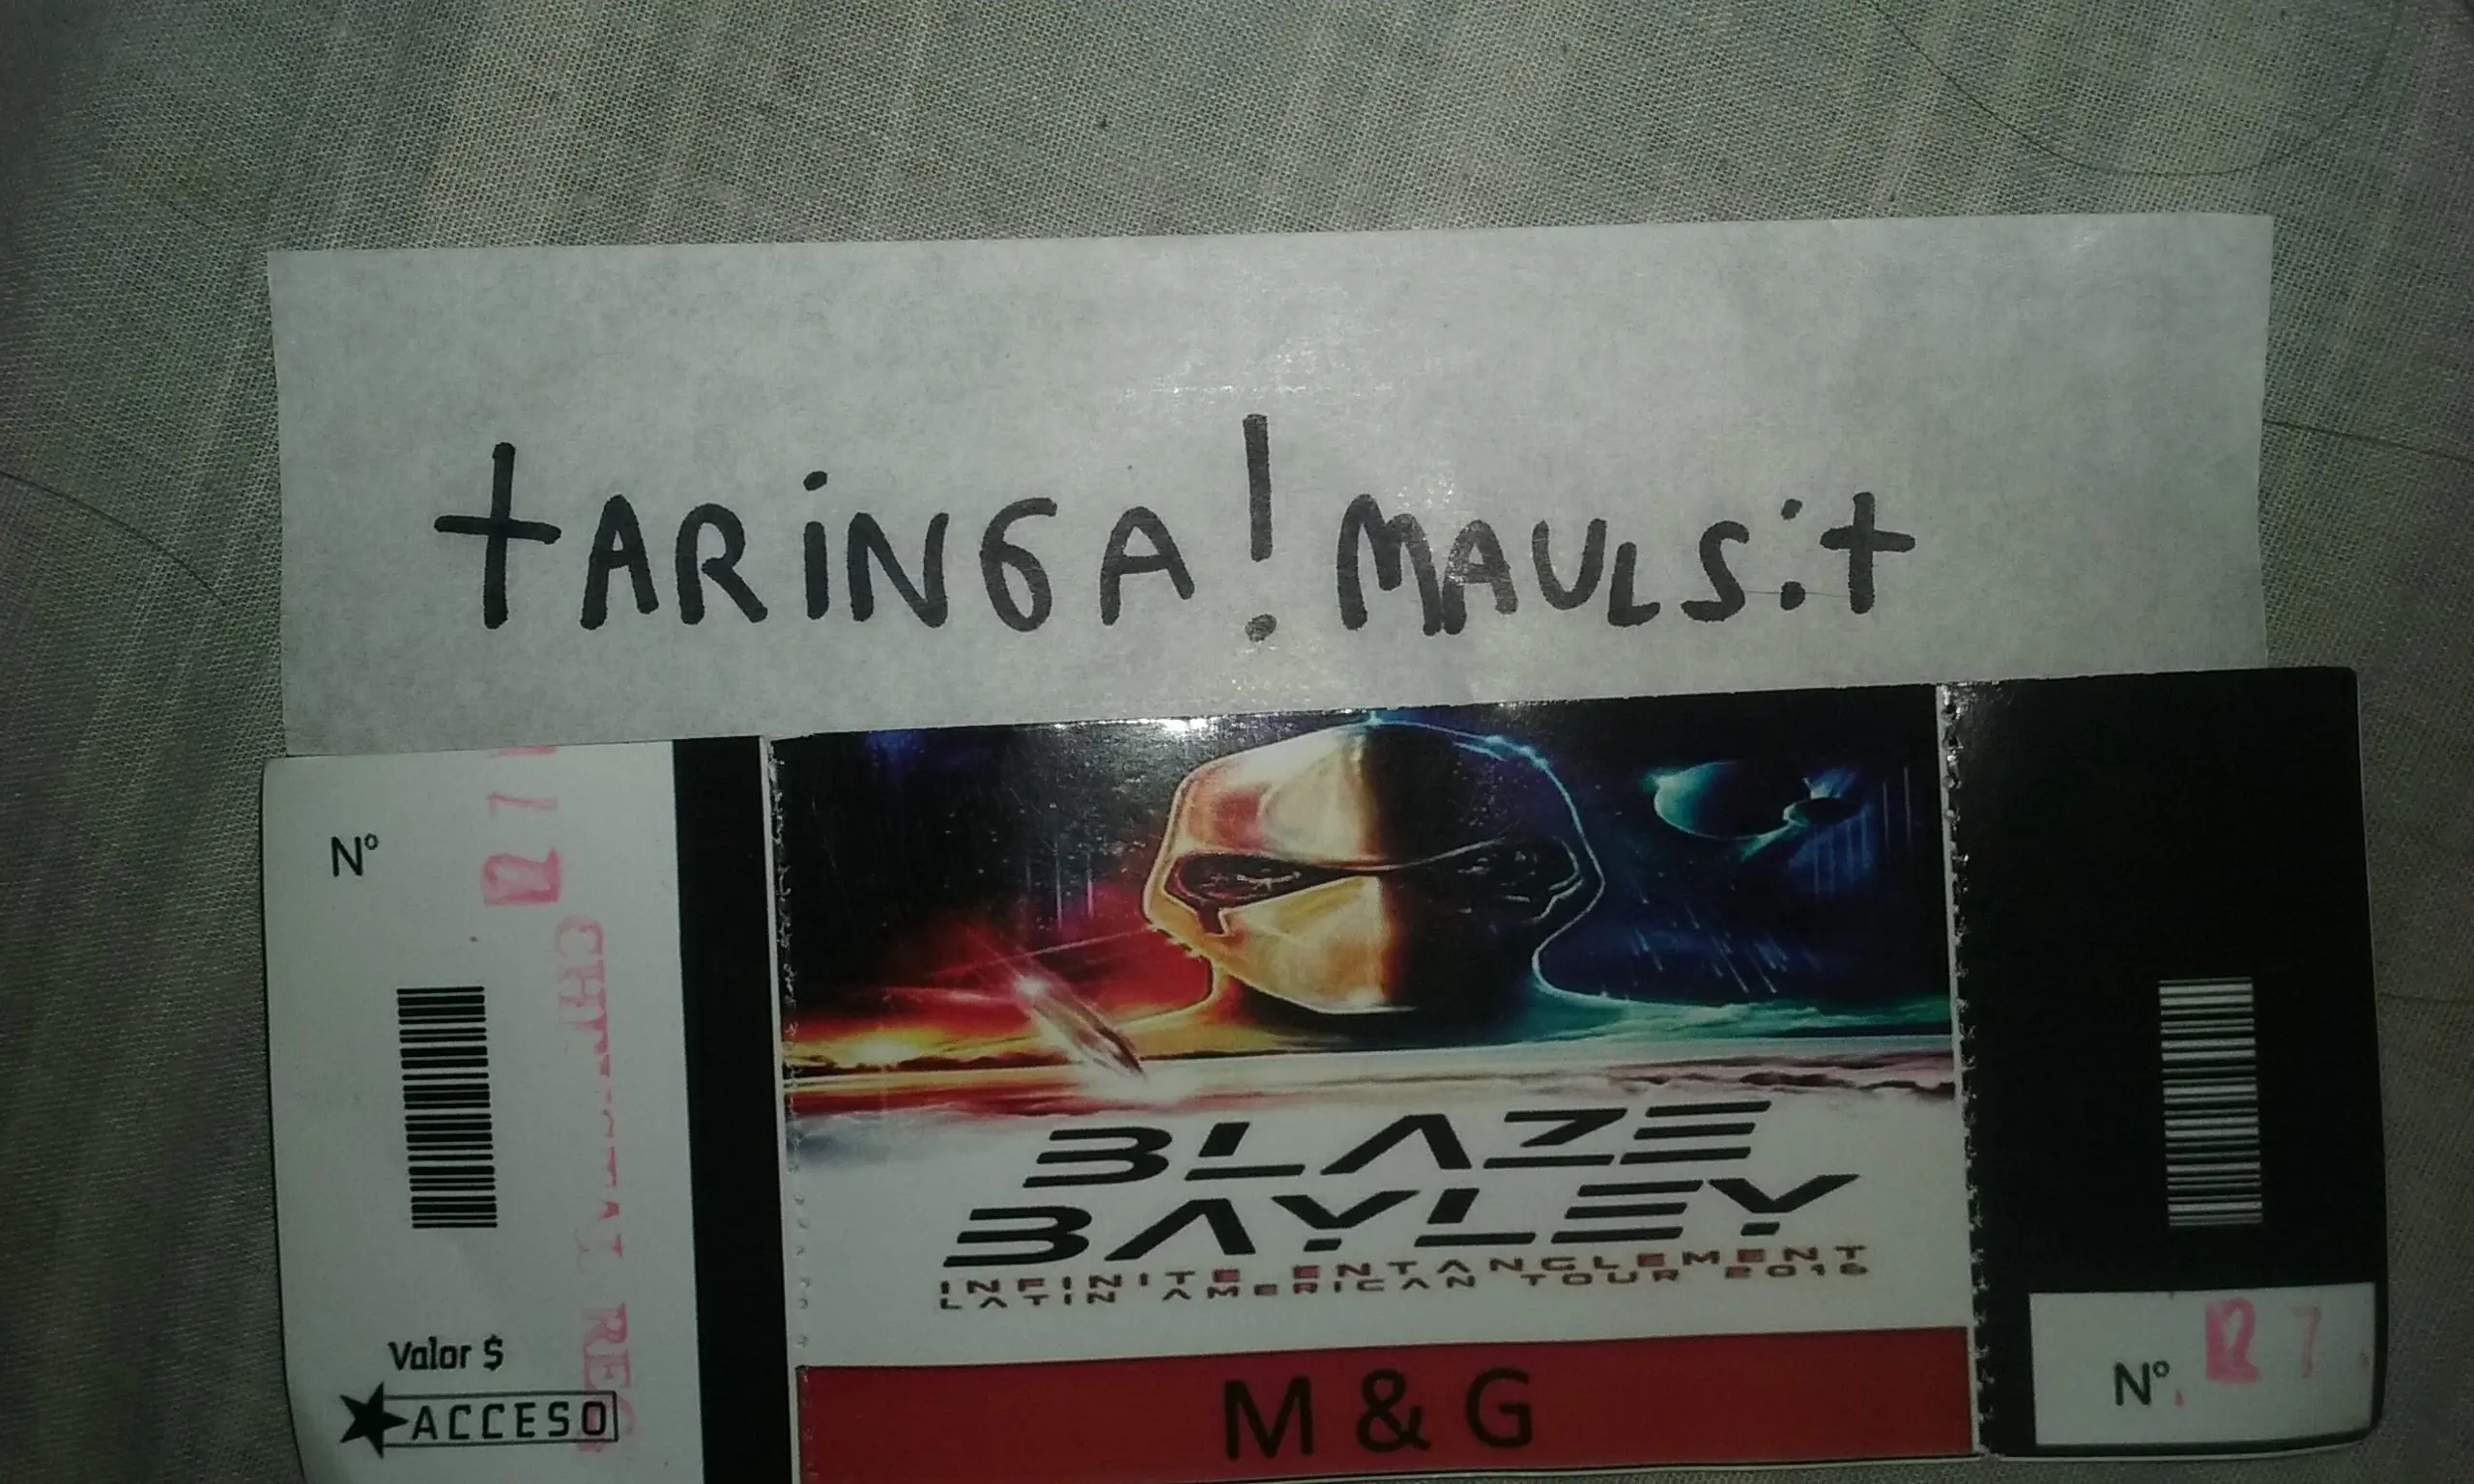 tARiNGA! MAULS:t
Nº
Valor $
ACCESO
BLAZE
BAYLEY
INFINITE ENTANGLEMENT
LATIN AMERICAN TOUR 2016
M & G
Nº